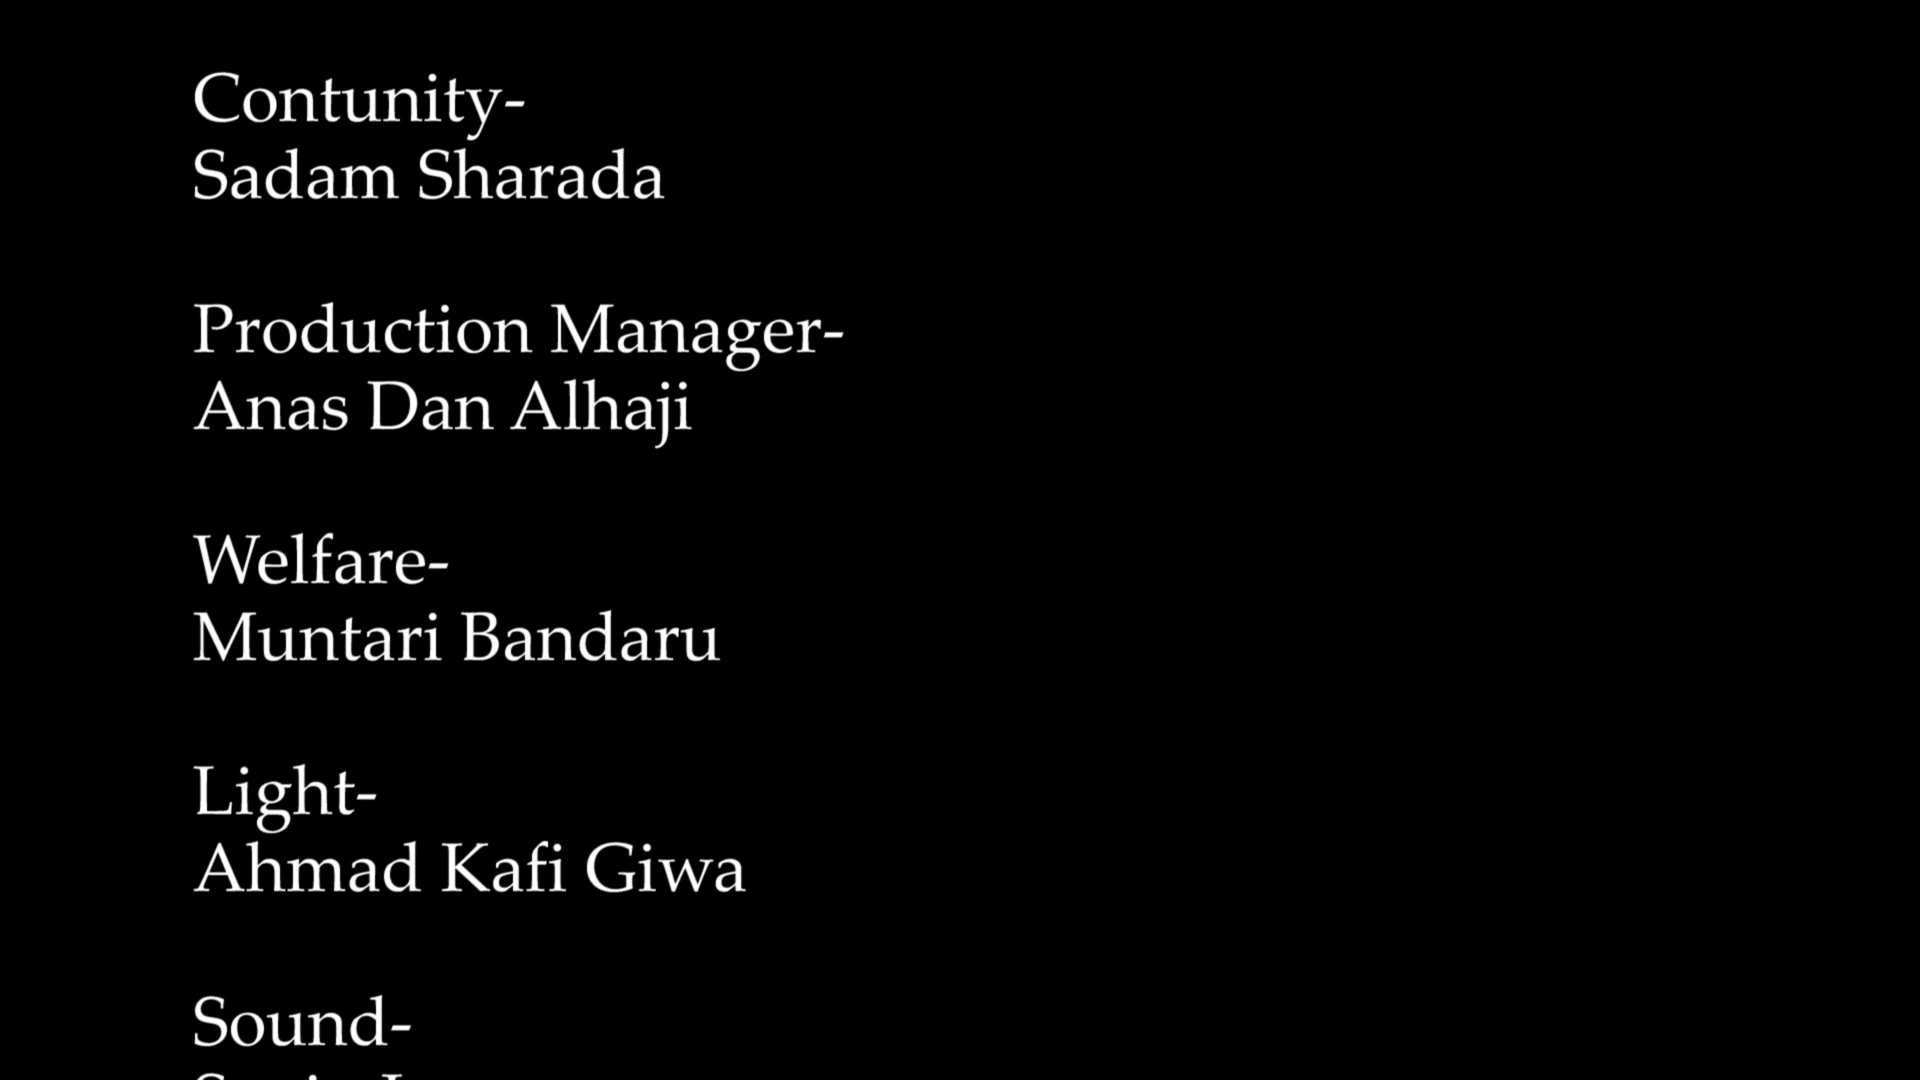 Contunity-
Sadam Sharada
Production Manager-
Anas Dan Alhaji
Welfare-
Muntari Bandaru
Light-
Ahmad Kafi Giwa
Sound-